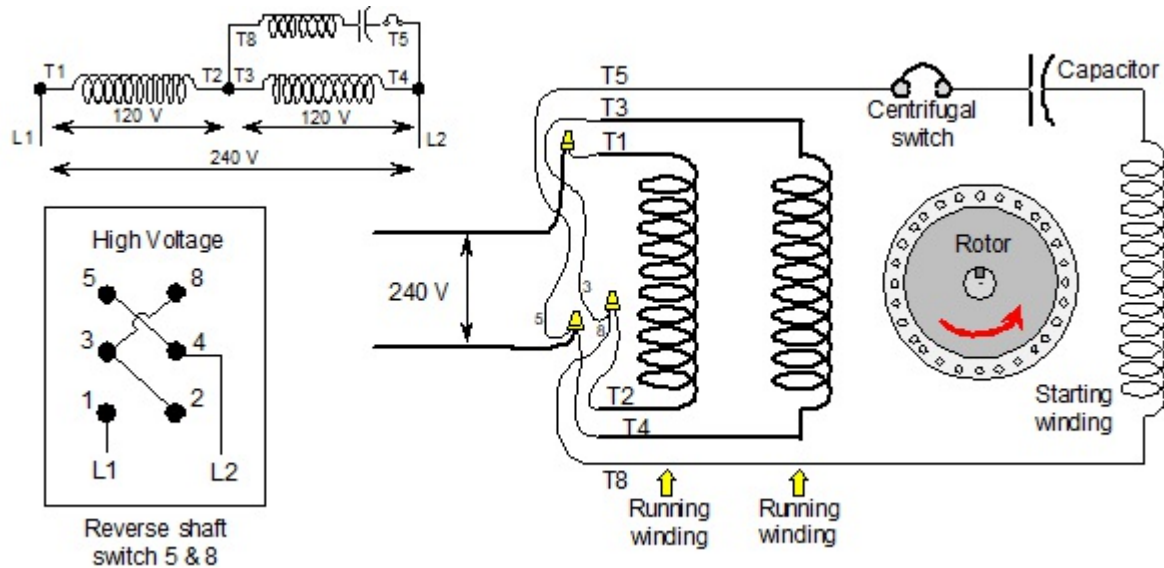 T8
T5
T1
T2
T3
T4
120 V
120 V
L1
L2
240 V
High Voltage
5
8
3
4
1
2
L1
L2
Reverse shaft
switch 5 & 8
T5
Centrifugal
switch
Capacitor
T3
T1
240 V
3
5
8
T2
T4
T8
Running
winding
Running
winding
Rotor
Starting
winding